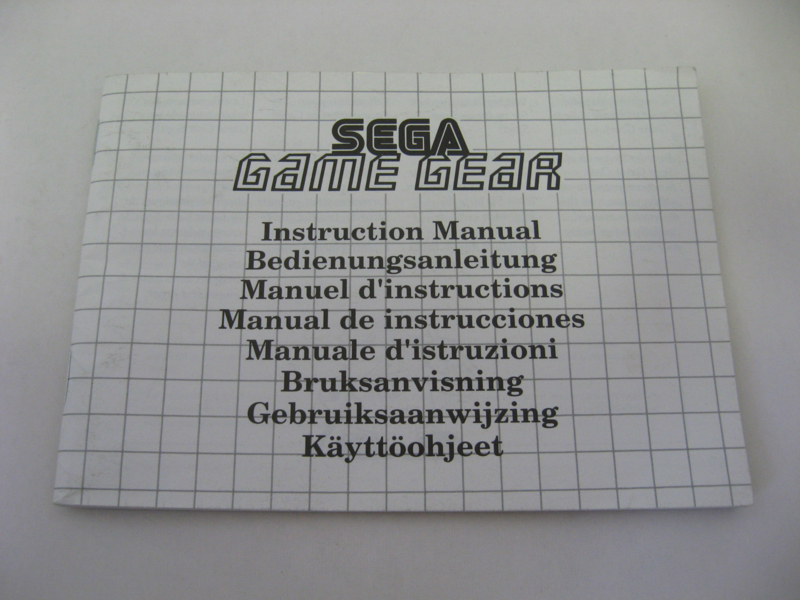 SEGA
GAME GEAR
Instruction Manual
Bedienungsanleitung
Manuel d'instructions
Manual de instrucciones
Manuale d'istruzioni
Bruksanvisning
Gebruiksaanwijzing
Käyttöohjeet